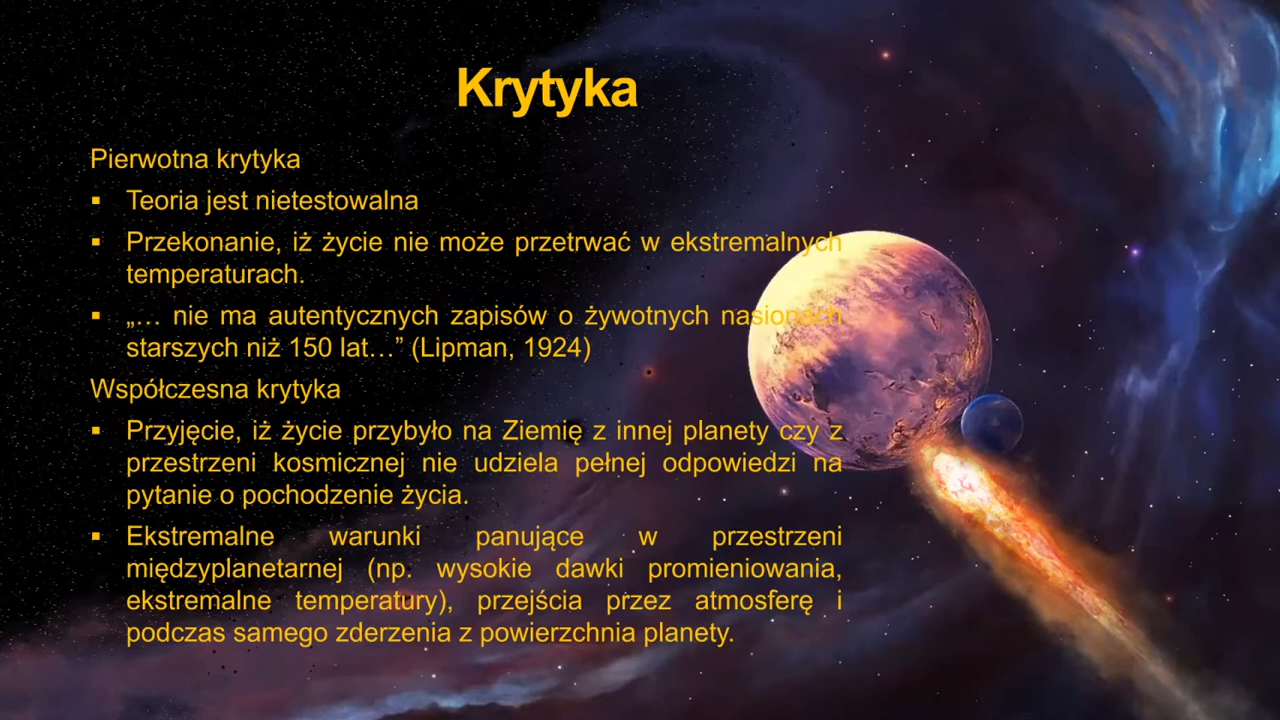 Krytyka
Pierwotna krytyka
▪ Teoria jest nietestowalna
▪ Przekonanie, iż życie nie może przetrwać w ekstremalnych
temperaturach.
▪ „… nie ma autentycznych zapisów o żywotnych nasionach
starszych niż 150 lat…” (Lipman, 1924)
Współczesna krytyka
▪ Przyjęcie, iż życie przybyło na Ziemię z innej planety czy z
przestrzeni kosmicznej nie udziela pełnej odpowiedzi na
pytanie o pochodzenie życia.
▪ Ekstremalne warunki panujące w przestrzeni
międzyplanetarnej (np. wysokie dawki promieniowania,
ekstremalne temperatury), przejścia przez atmosferę i
podczas samego zderzenia z powierzchnia planety.